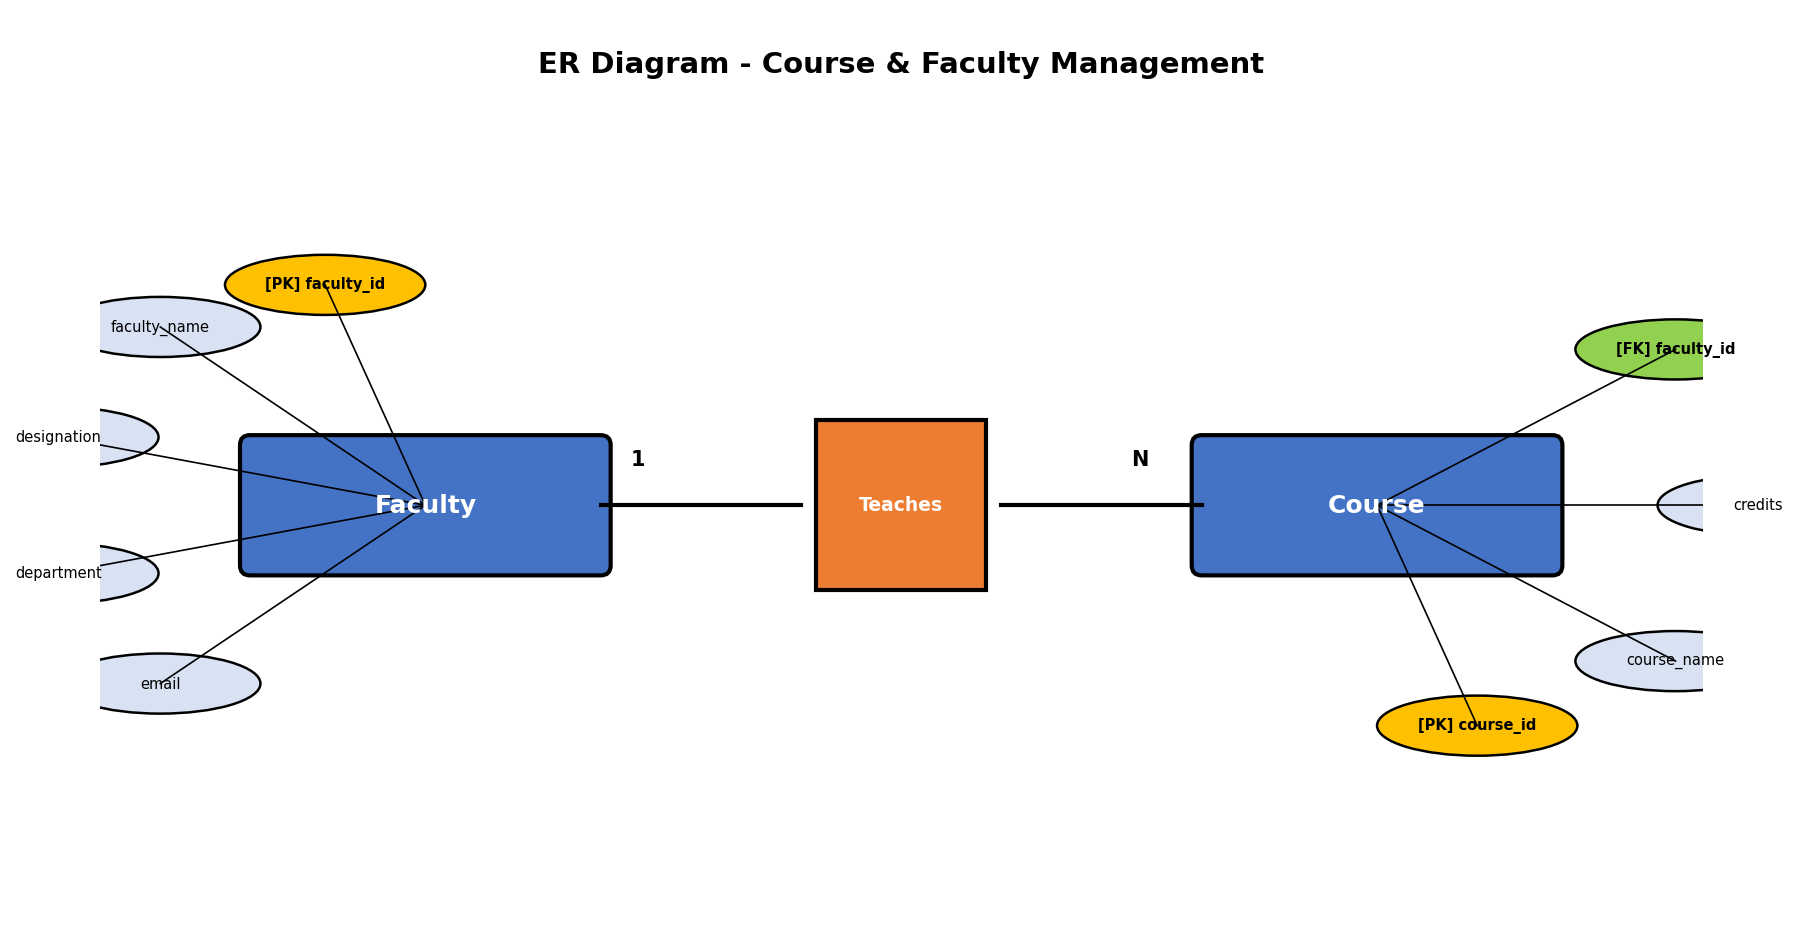 ER Diagram - Course & Faculty Management
[PK] faculty_id
faculty_name
designation
department
email
Faculty
1
Teaches
N
Course
[FK] faculty_id
credits
course_name
[PK] course_id